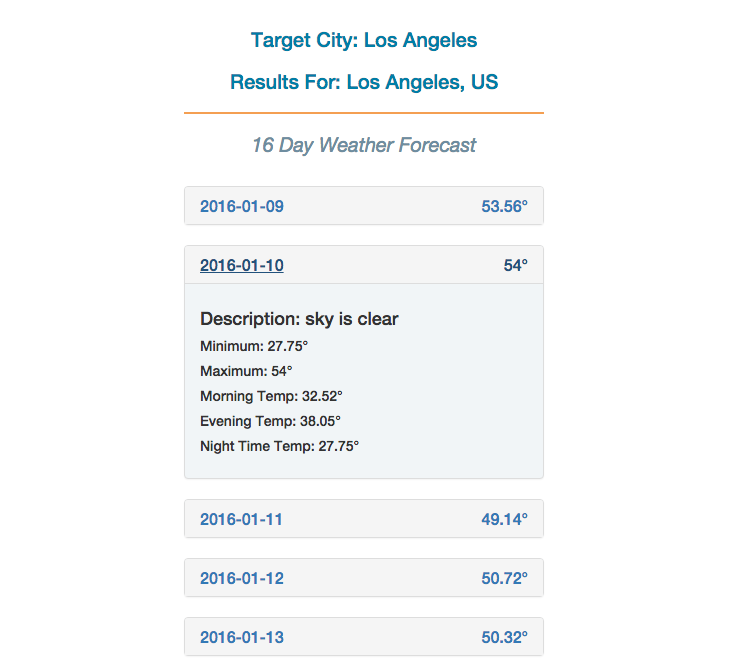 Target City: Los Angeles
Results For: Los Angeles, US
16 Day Weather Forecast
2016-01-09 53.56°
2016-01-10 54°
Description: sky is clear
Minimum: 27.75°
Maximum: 54°
Morning Temp: 32.52°
Evening Temp: 38.05°
Night Time Temp: 27.75°
2016-01-11 49.14°
2016-01-12 50.72°
2016-01-13 50.32°